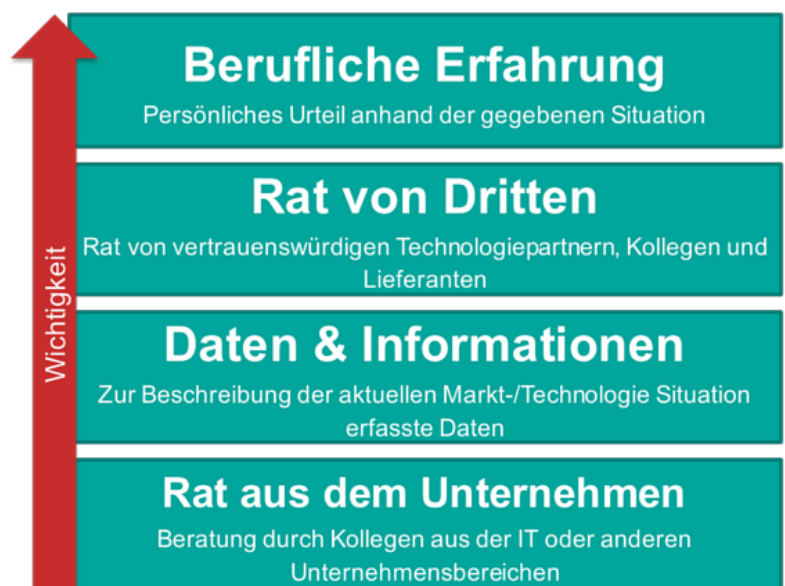 Berufliche Erfahrung
Persönliches Urteil anhand der gegebenen Situation
Rat von Dritten
Rat von vertrauenswürdigen Technologiepartnern, Kollegen und
Lieferanten
Wichtigkeit
Daten & Informationen
Zur Beschreibung der aktuellen Markt-/Technologie Situation
erfasste Daten
Rat aus dem Unternehmen
Beratung durch Kollegen aus der IT oder anderen
Unternehmensbereichen